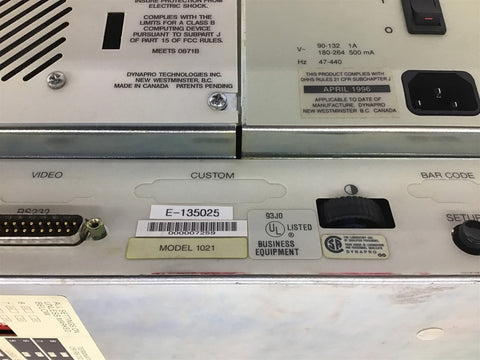 INSURE PROTECTION FROM
ELECTRIC SHOCK.
COMPLIES WITH THE
LIMITS FOR A CLASS B
COMPUTING DEVICE
PURSUANT TO SUBPART J
OF PART 15 OF FCC RULES.
MEETS 0871B
DYNAPRO TECHNOLOGIES INC.
NEW WESTMINSTER, B.C.
MADE IN CANADA PATENTS PENDING
I
O
V~ 90-132 1A
180-264 500 mA
Hz 47-440
THIS PRODUCT COMPLIES WITH
DHHS RULES 21 CFR SUBCHAPTER J
APRIL 1996
APPLICABLE TO DATE OF
MANUFACTURE, DYNAPRO
NEW WESTMINSTER B.C. CANADA
VIDEO
CUSTOM
BAR CODE
RS232
E-135025
000007259
MODEL 1021
93J0
UL LISTED
®
BUSINESS
EQUIPMENT
SA
DYNAPRO
SETUP